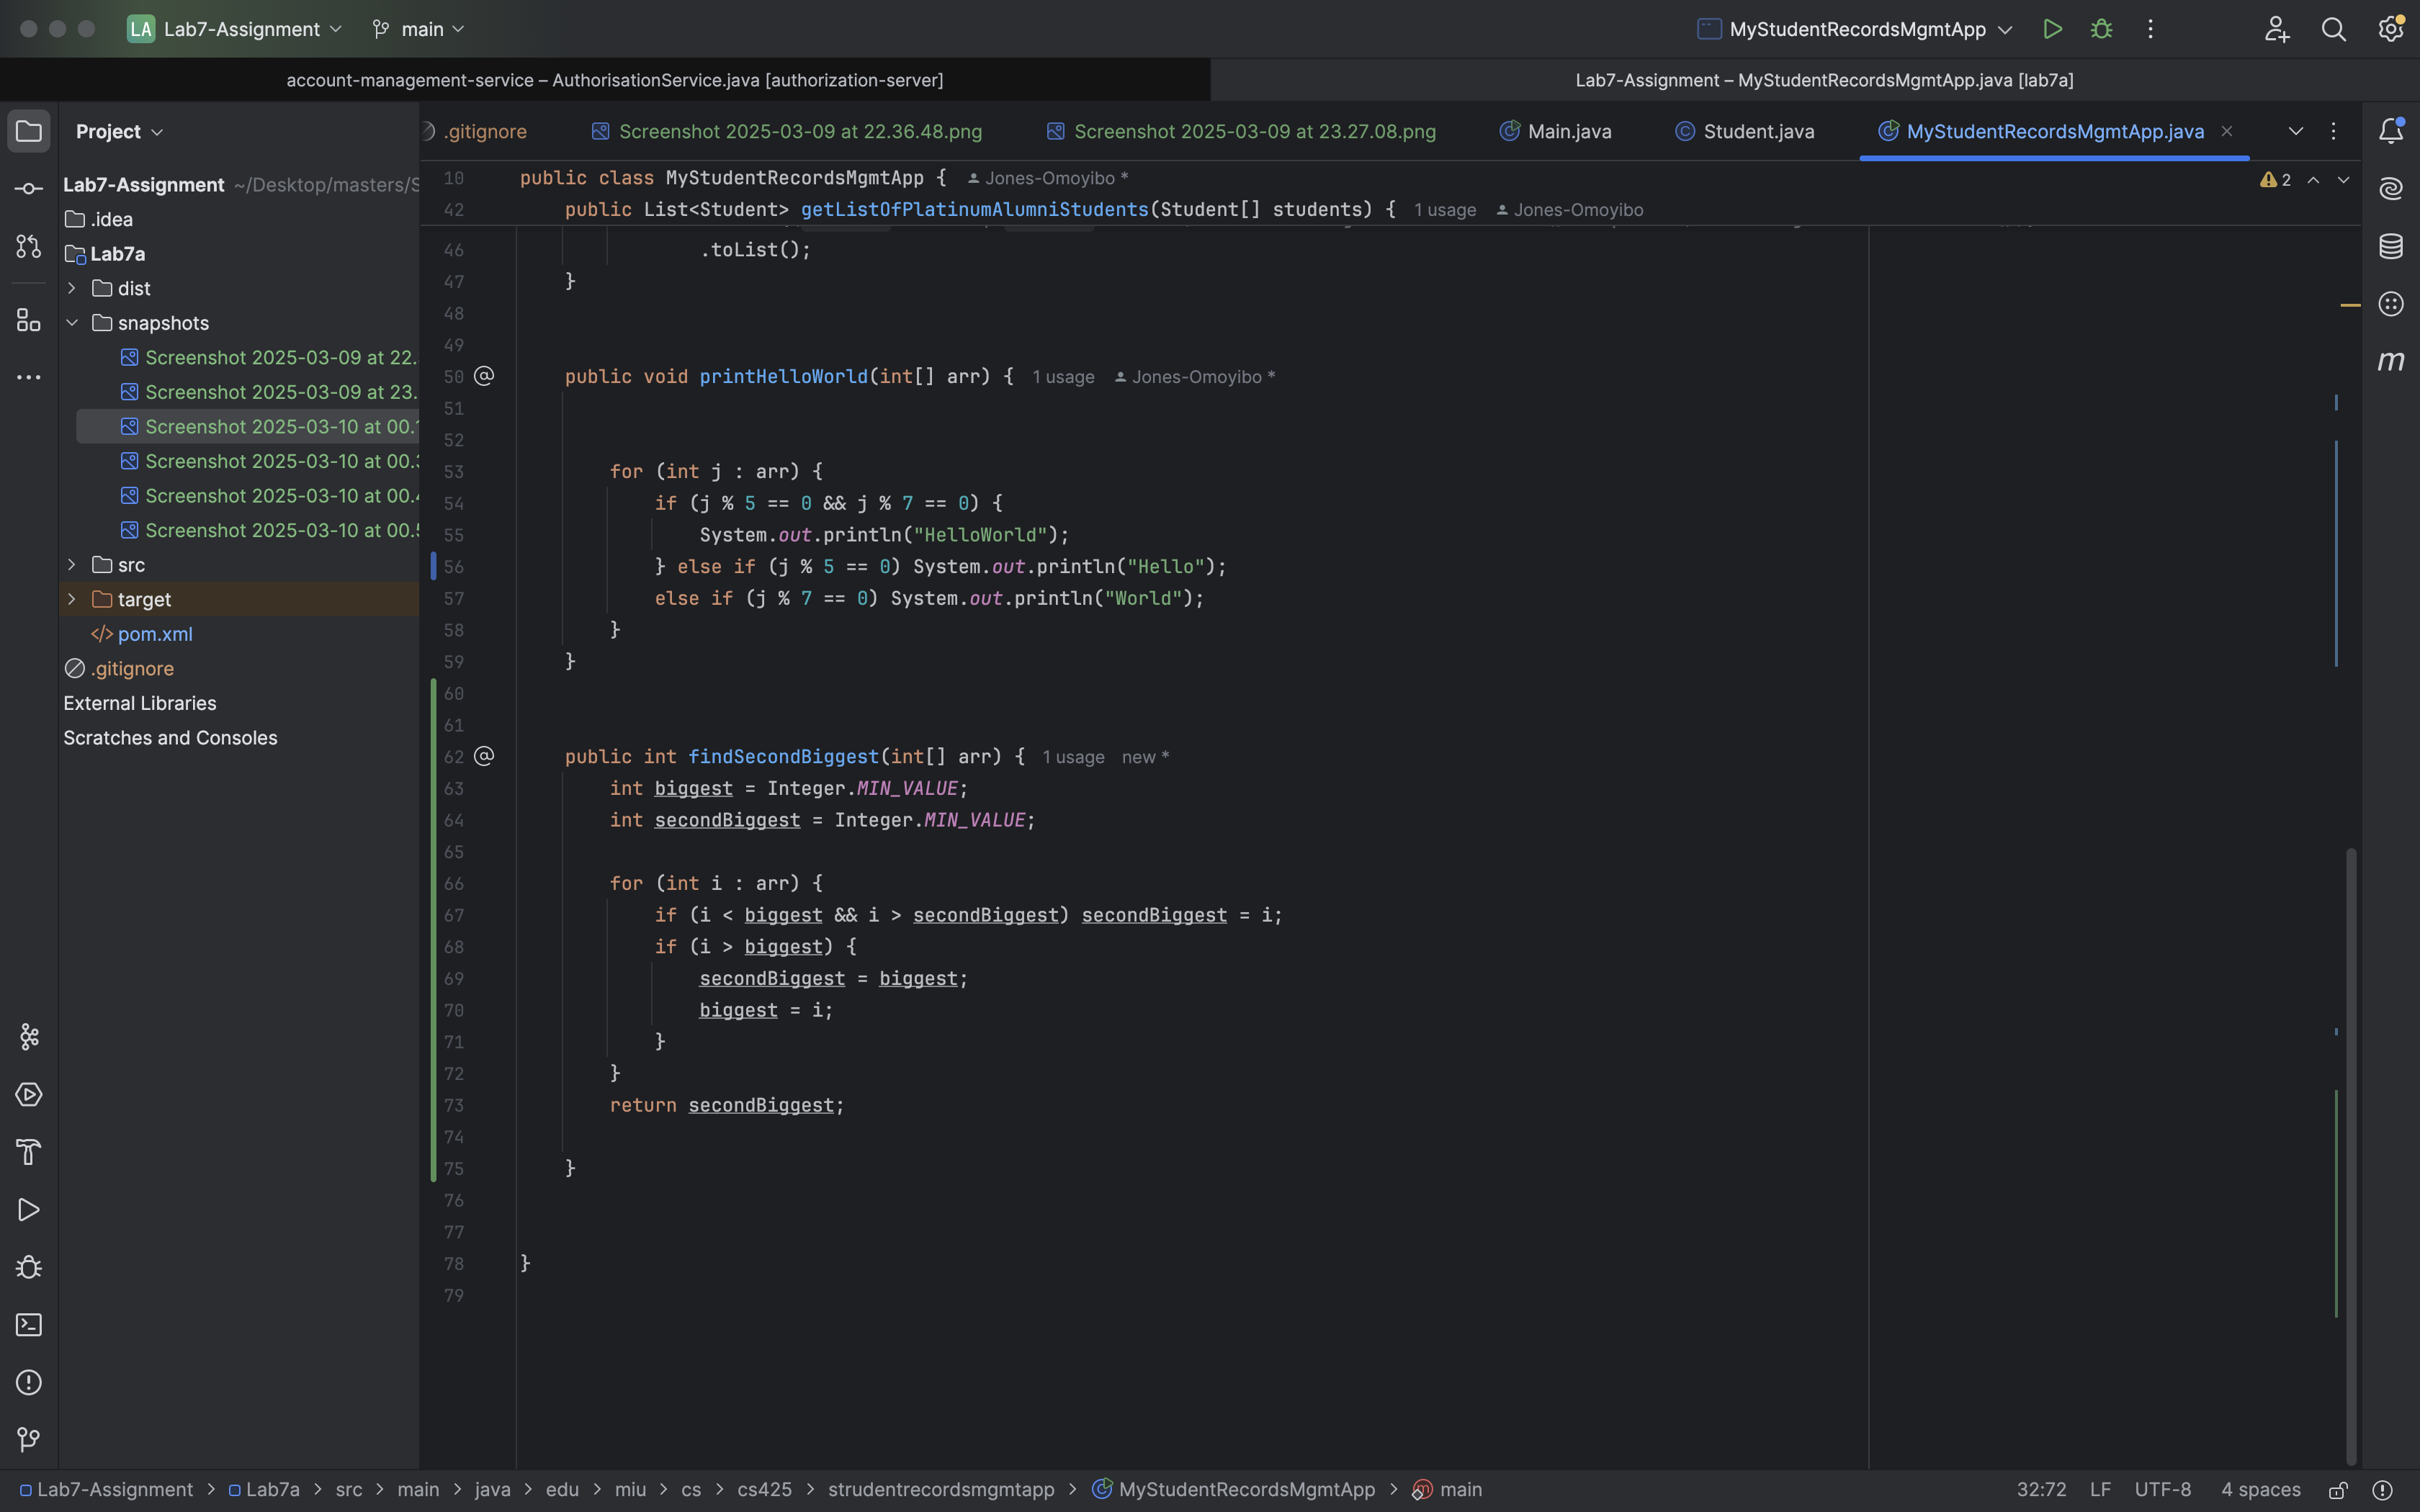 LA Lab7-Assignment main MyStudentRecordsMgmtApp
account-management-service – AuthorisationService.java [authorization-server] Lab7-Assignment – MyStudentRecordsMgmtApp.java [lab7a]
Project
.gitignore Screenshot 2025-03-09 at 22.36.48.png Screenshot 2025-03-09 at 23.27.08.png Main.java Student.java MyStudentRecordsMgmtApp.java
Lab7-Assignment ~/Desktop/masters/S
.idea
Lab7a
dist
snapshots
Screenshot 2025-03-09 at 22.
Screenshot 2025-03-09 at 23.
Screenshot 2025-03-10 at 00.1
Screenshot 2025-03-10 at 00.3
Screenshot 2025-03-10 at 00.4
Screenshot 2025-03-10 at 00.5
src
target
</> pom.xml
.gitignore
External Libraries
Scratches and Consoles
10 public class MyStudentRecordsMgmtApp { Jones-Omoyibo *
2
42 public List<Student> getListOfPlatinumAlumniStudents(Student[] students) { 1 usage Jones-Omoyibo
46 .toList();
47 }
48
49
50 @ public void printHelloWorld(int[] arr) { 1 usage Jones-Omoyibo *
51
52
53 for (int j : arr) {
54 if (j % 5 == 0 && j % 7 == 0) {
55 System.out.println("HelloWorld");
56 } else if (j % 5 == 0) System.out.println("Hello");
57 else if (j % 7 == 0) System.out.println("World");
58 }
59 }
60
61
62 @ public int findSecondBiggest(int[] arr) { 1 usage new *
63 int biggest = Integer.MIN_VALUE;
64 int secondBiggest = Integer.MIN_VALUE;
65
66 for (int i : arr) {
67 if (i < biggest && i > secondBiggest) secondBiggest = i;
68 if (i > biggest) {
69 secondBiggest = biggest;
70 biggest = i;
71 }
72 }
73 return secondBiggest;
74
75 }
76
77
78 }
79
m
Lab7-Assignment > Lab7a > src > main > java > edu > miu > cs > cs425 > strudentrecordsmgmtapp > MyStudentRecordsMgmtApp > main 32:72 LF UTF-8 4 spaces